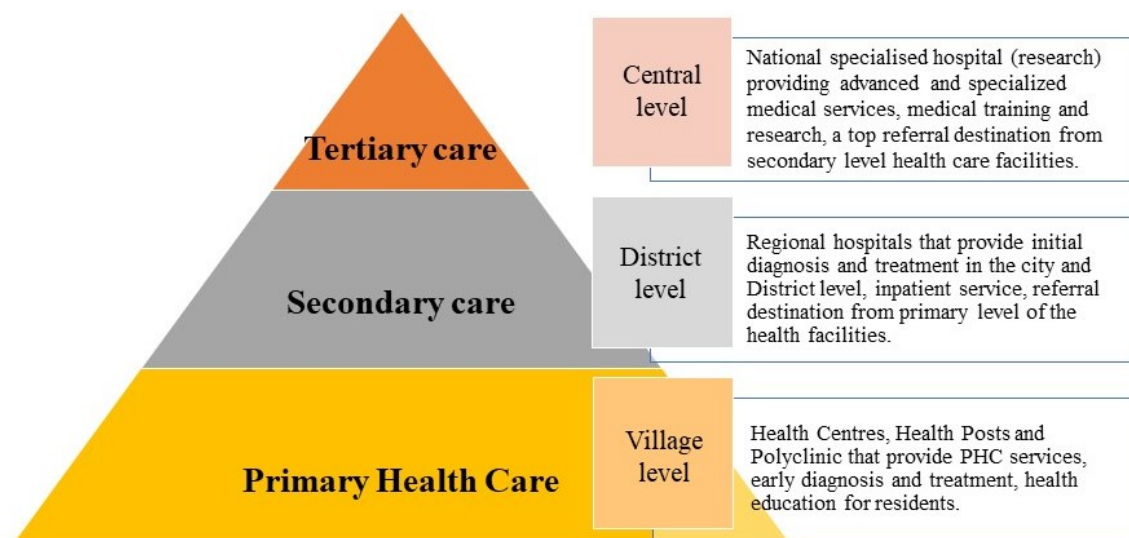 Tertiary care
Central
level
National specialised hospital (research)
providing advanced and specialized
medical services, medical training and
research, a top referral destination from
secondary level health care facilities.
Secondary care
District
level
Regional hospitals that provide initial
diagnosis and treatment in the city and
District level, inpatient service, referral
destination from primary level of the
health facilities.
Primary Health Care
Village
level
Health Centres, Health Posts and
Polyclinic that provide PHC services,
early diagnosis and treatment, health
education for residents.